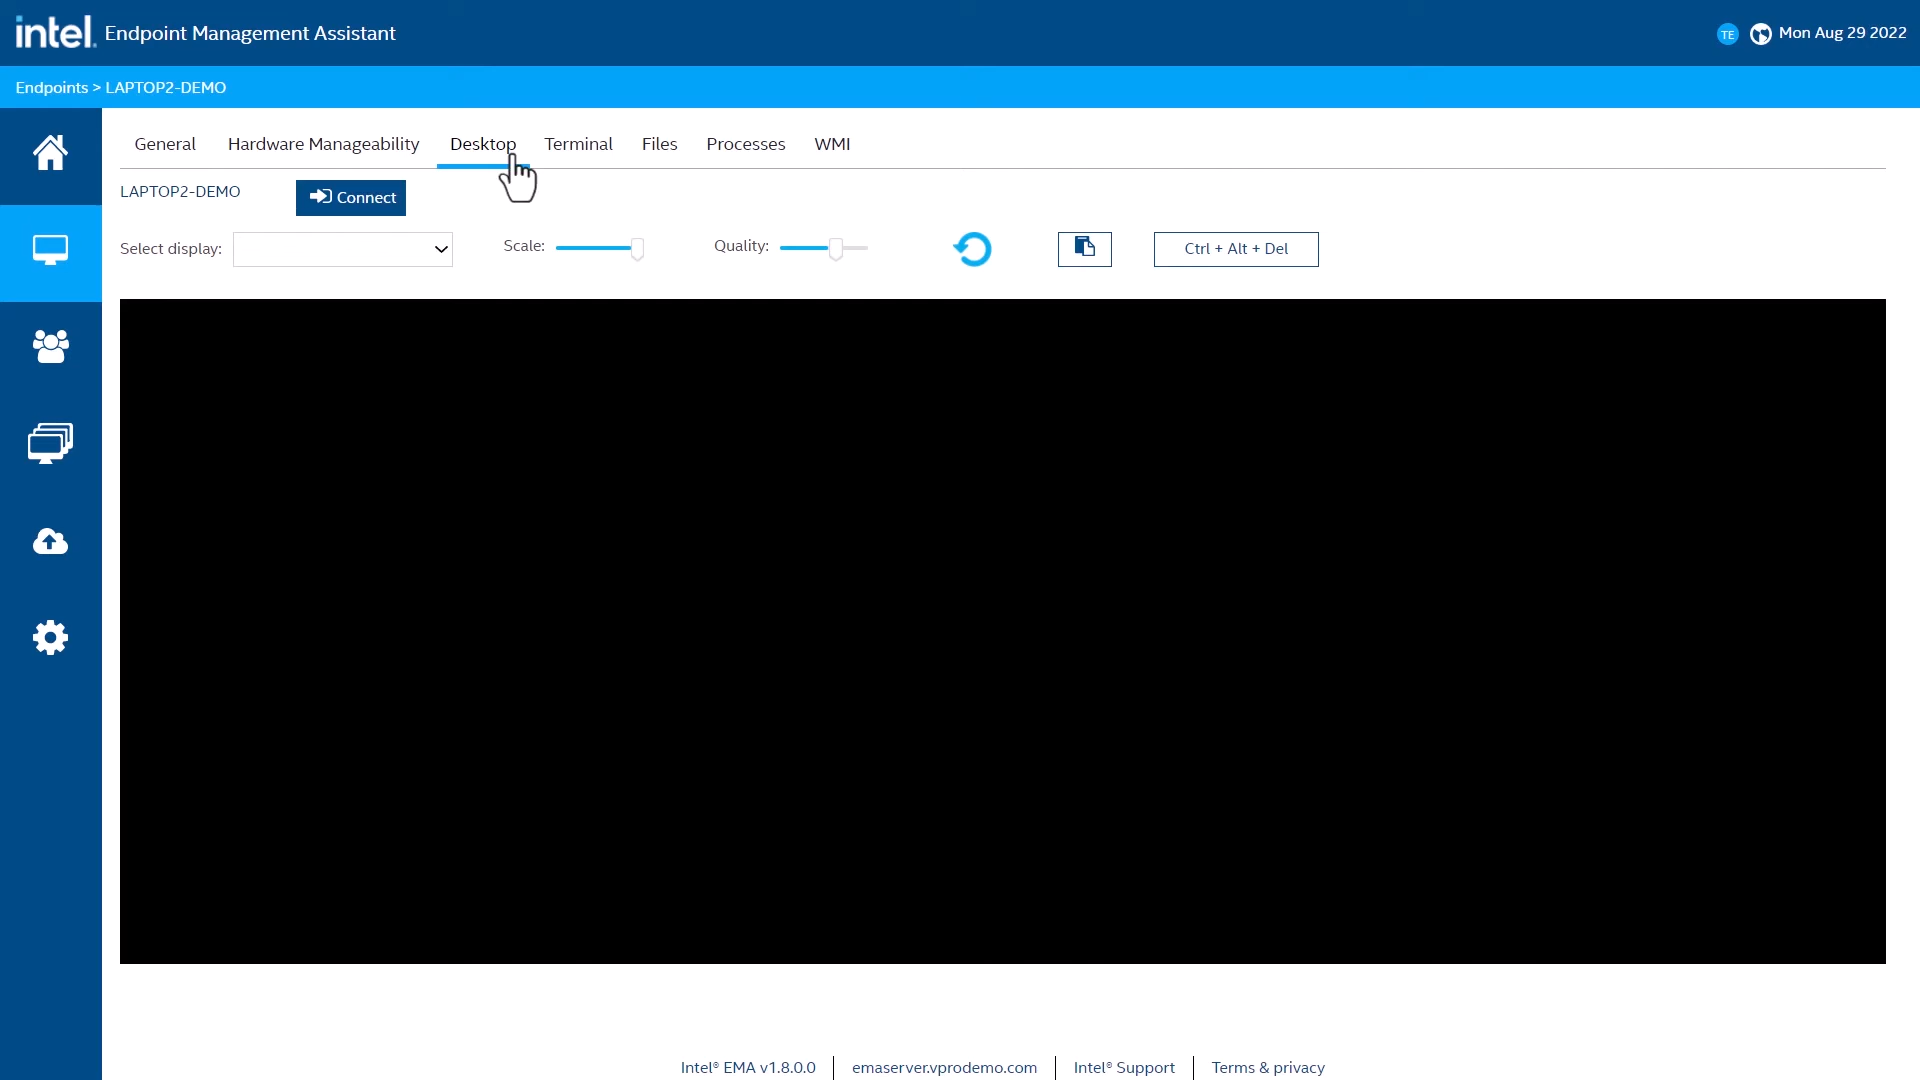 intel. Endpoint Management Assistant
TE Mon Aug 29 2022
Endpoints > LAPTOP2-DEMO
General Hardware Manageability Desktop Terminal Files Processes WMI
LAPTOP2-DEMO Connect
Select display: Scale: Quality: Ctrl + Alt + Del
Intel® EMA v1.8.0.0 emaserver.vprodemo.com Intel® Support Terms & privacy